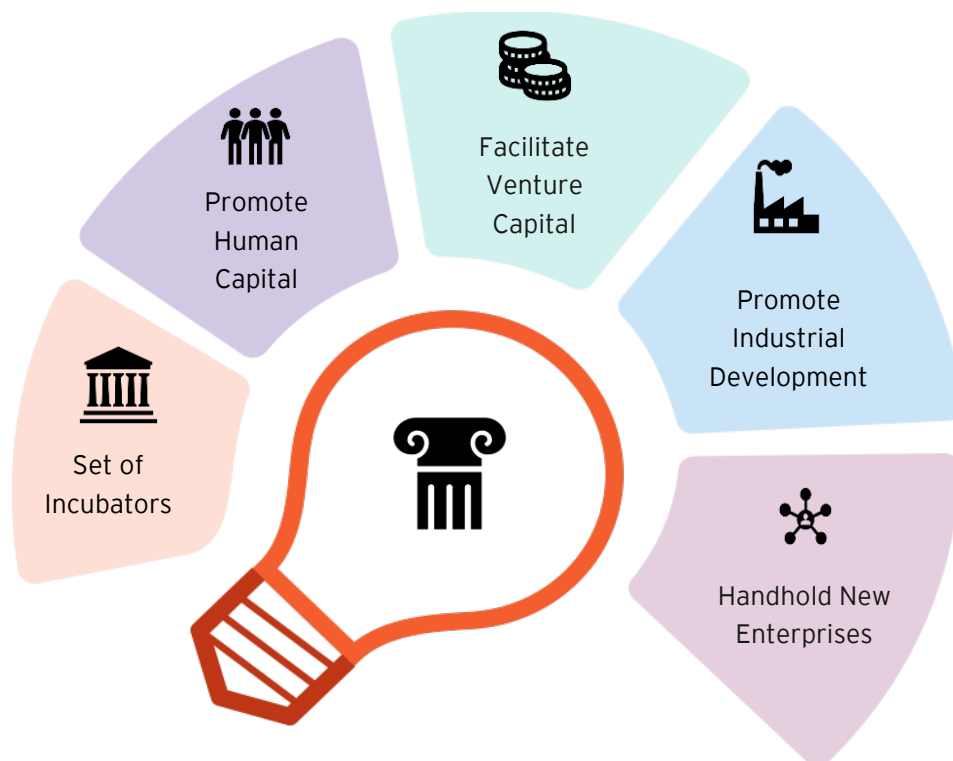 Set of
Incubators
Promote
Human
Capital
Facilitate
Venture
Capital
Promote
Industrial
Development
Handhold New
Enterprises